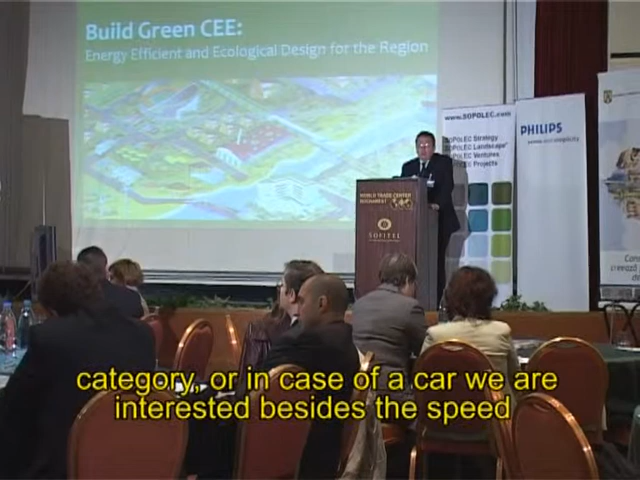 Build Green CEE:
Energy Efficient and Ecological Design for the Region
www.SOPOLEC.com
SOPOLEC Strategy
SOPOLEC Landscape
SOPOLEC Ventures
SOPOLEC Projects
PHILIPS
WORLD TRADE CENTER
BUCHAREST
SOFITEL
category, or in case of a car we are
interested besides the speed